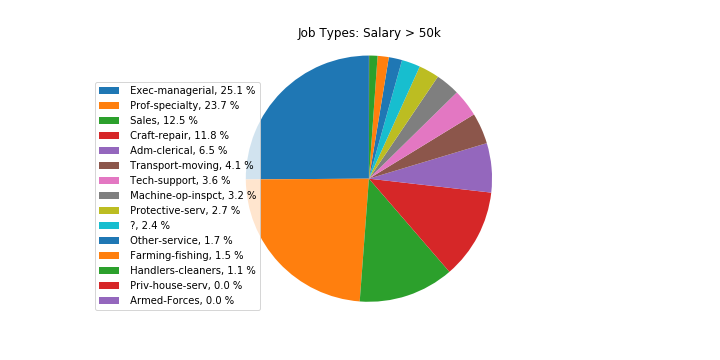 Job Types: Salary > 50k
Exec-managerial, 25.1 %
Prof-specialty, 23.7 %
Sales, 12.5 %
Craft-repair, 11.8 %
Adm-clerical, 6.5 %
Transport-moving, 4.1 %
Tech-support, 3.6 %
Machine-op-inspct, 3.2 %
Protective-serv, 2.7 %
?, 2.4 %
Other-service, 1.7 %
Farming-fishing, 1.5 %
Handlers-cleaners, 1.1 %
Priv-house-serv, 0.0 %
Armed-Forces, 0.0 %